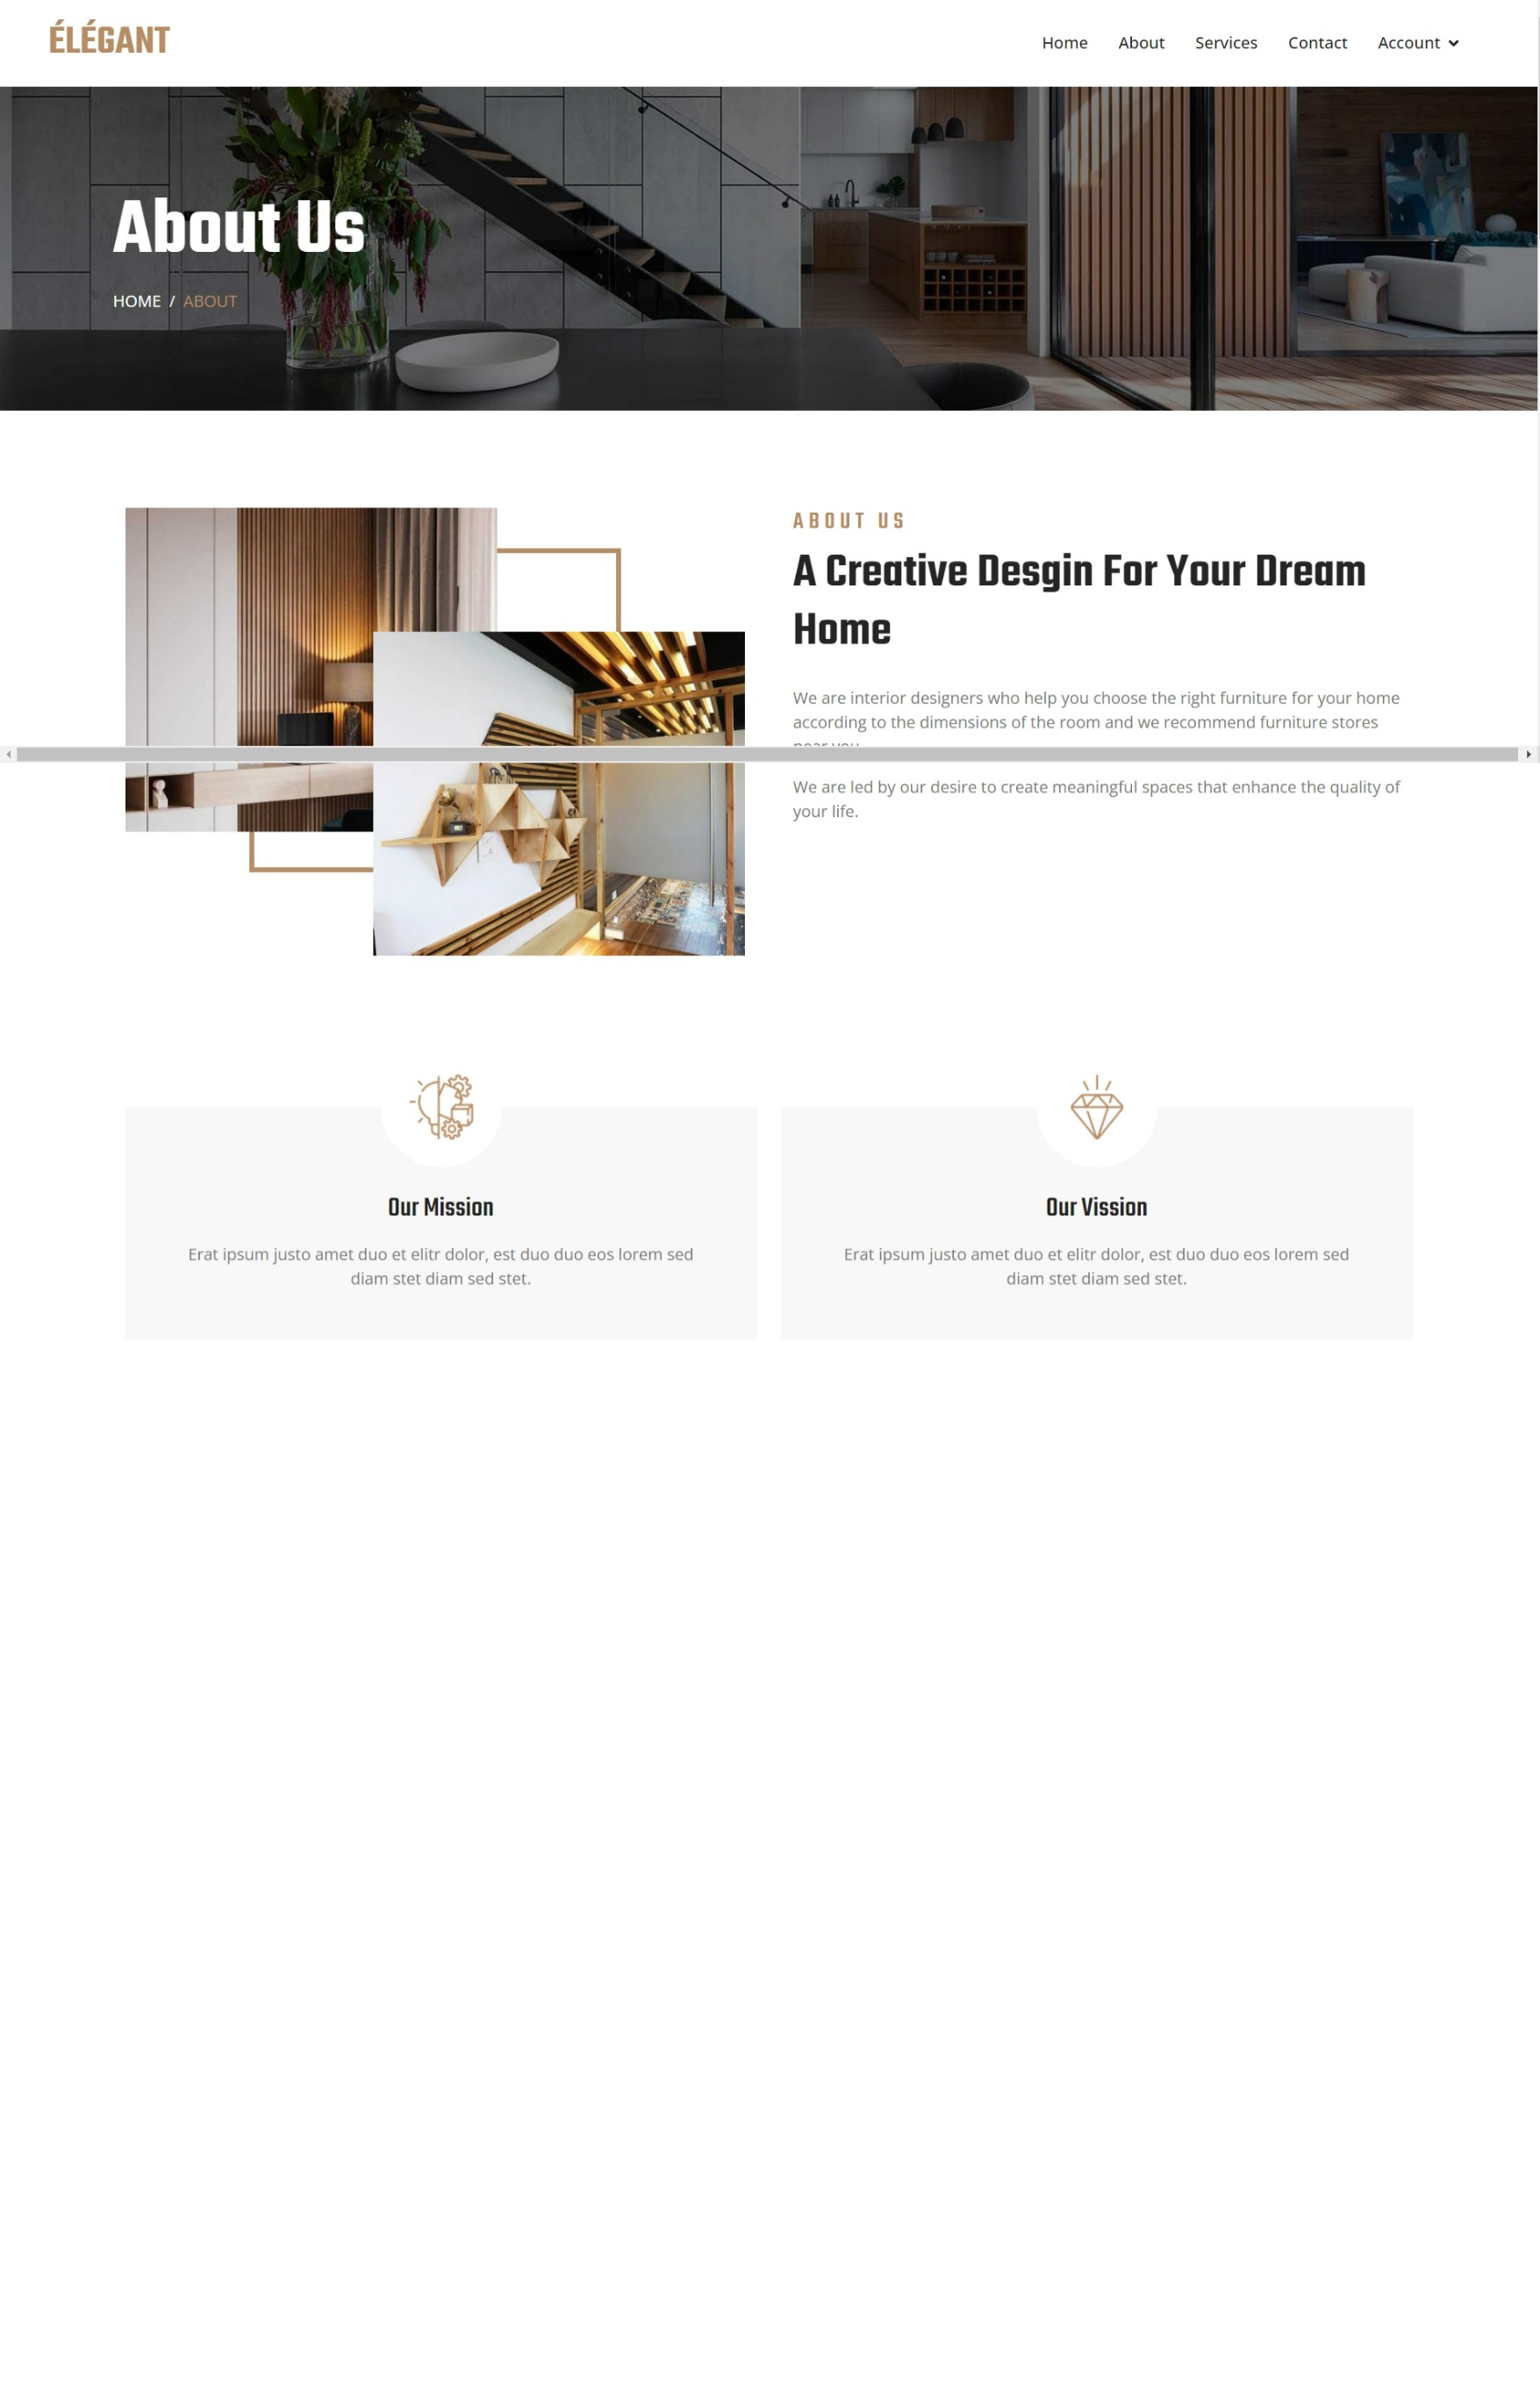 ÉLÉGANT
Home About Services Contact Account
About Us
HOME / ABOUT
ABOUT US
A Creative Desgin For Your Dream
Home
We are interior designers who help you choose the right furniture for your home
according to the dimensions of the room and we recommend furniture stores
near you
We are led by our desire to create meaningful spaces that enhance the quality of
your life.
Our Mission
Erat ipsum justo amet duo et elitr dolor, est duo duo eos lorem sed
diam stet diam sed stet.
Our Vission
Erat ipsum justo amet duo et elitr dolor, est duo duo eos lorem sed
diam stet diam sed stet.